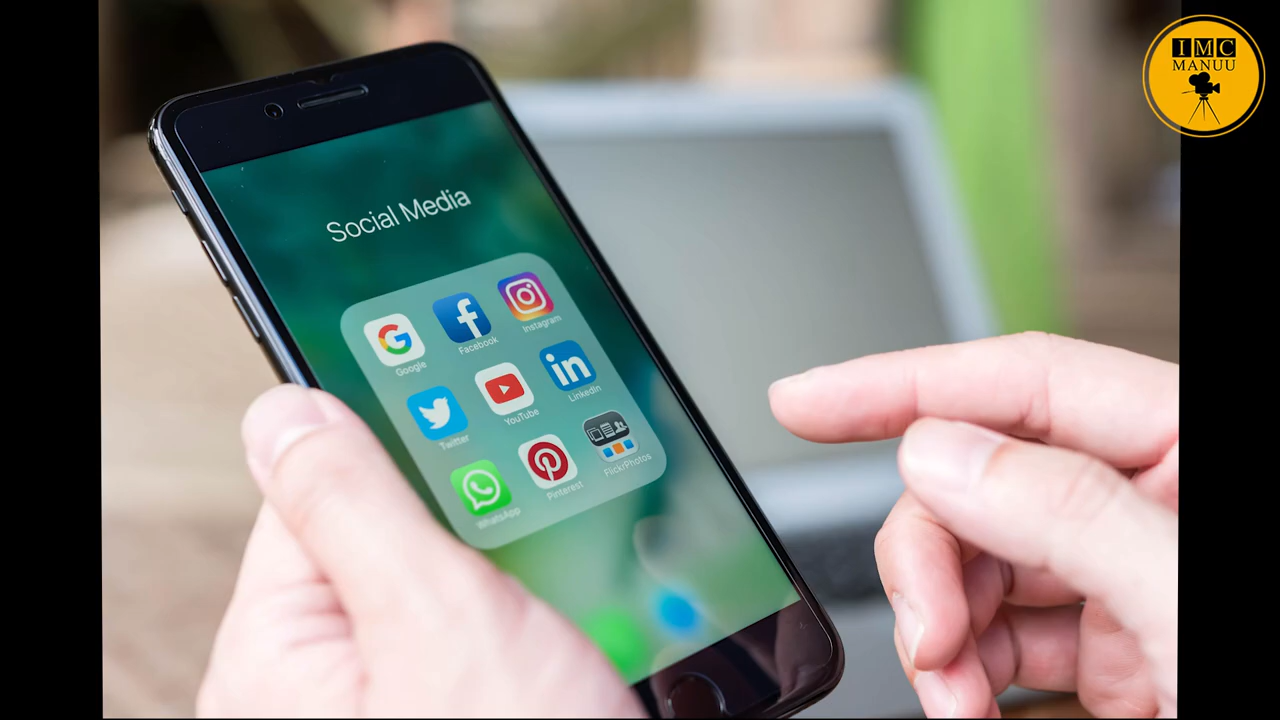 IMC
MANUU
Social Media
Google
Facebook
Instagram
Twitter
YouTube
LinkedIn
WhatsApp
Pinterest
FlickrPhotos